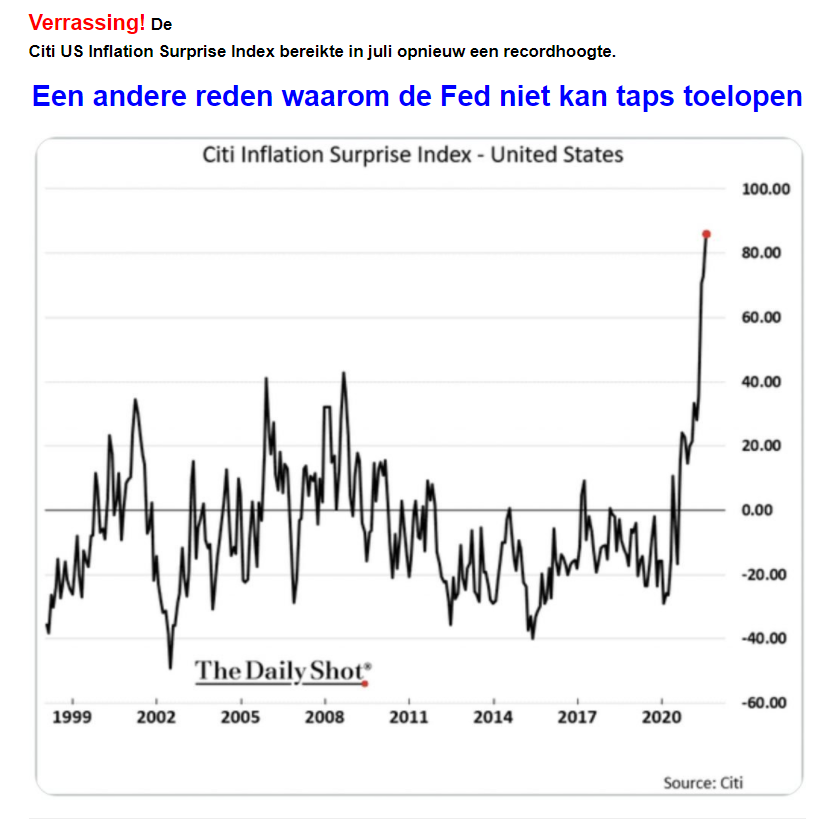 Verrassing! De
Citi US Inflation Surprise Index bereikte in juli opnieuw een recordhoogte.
Een andere reden waarom de Fed niet kan taps toelopen
Citi Inflation Surprise Index - United States
100.00
80.00
60.00
40.00
20.00
0.00
-20.00
-40.00
The Daily Shot®
-60.00
1999 2002 2005 2008 2011 2014 2017 2020
Source: Citi